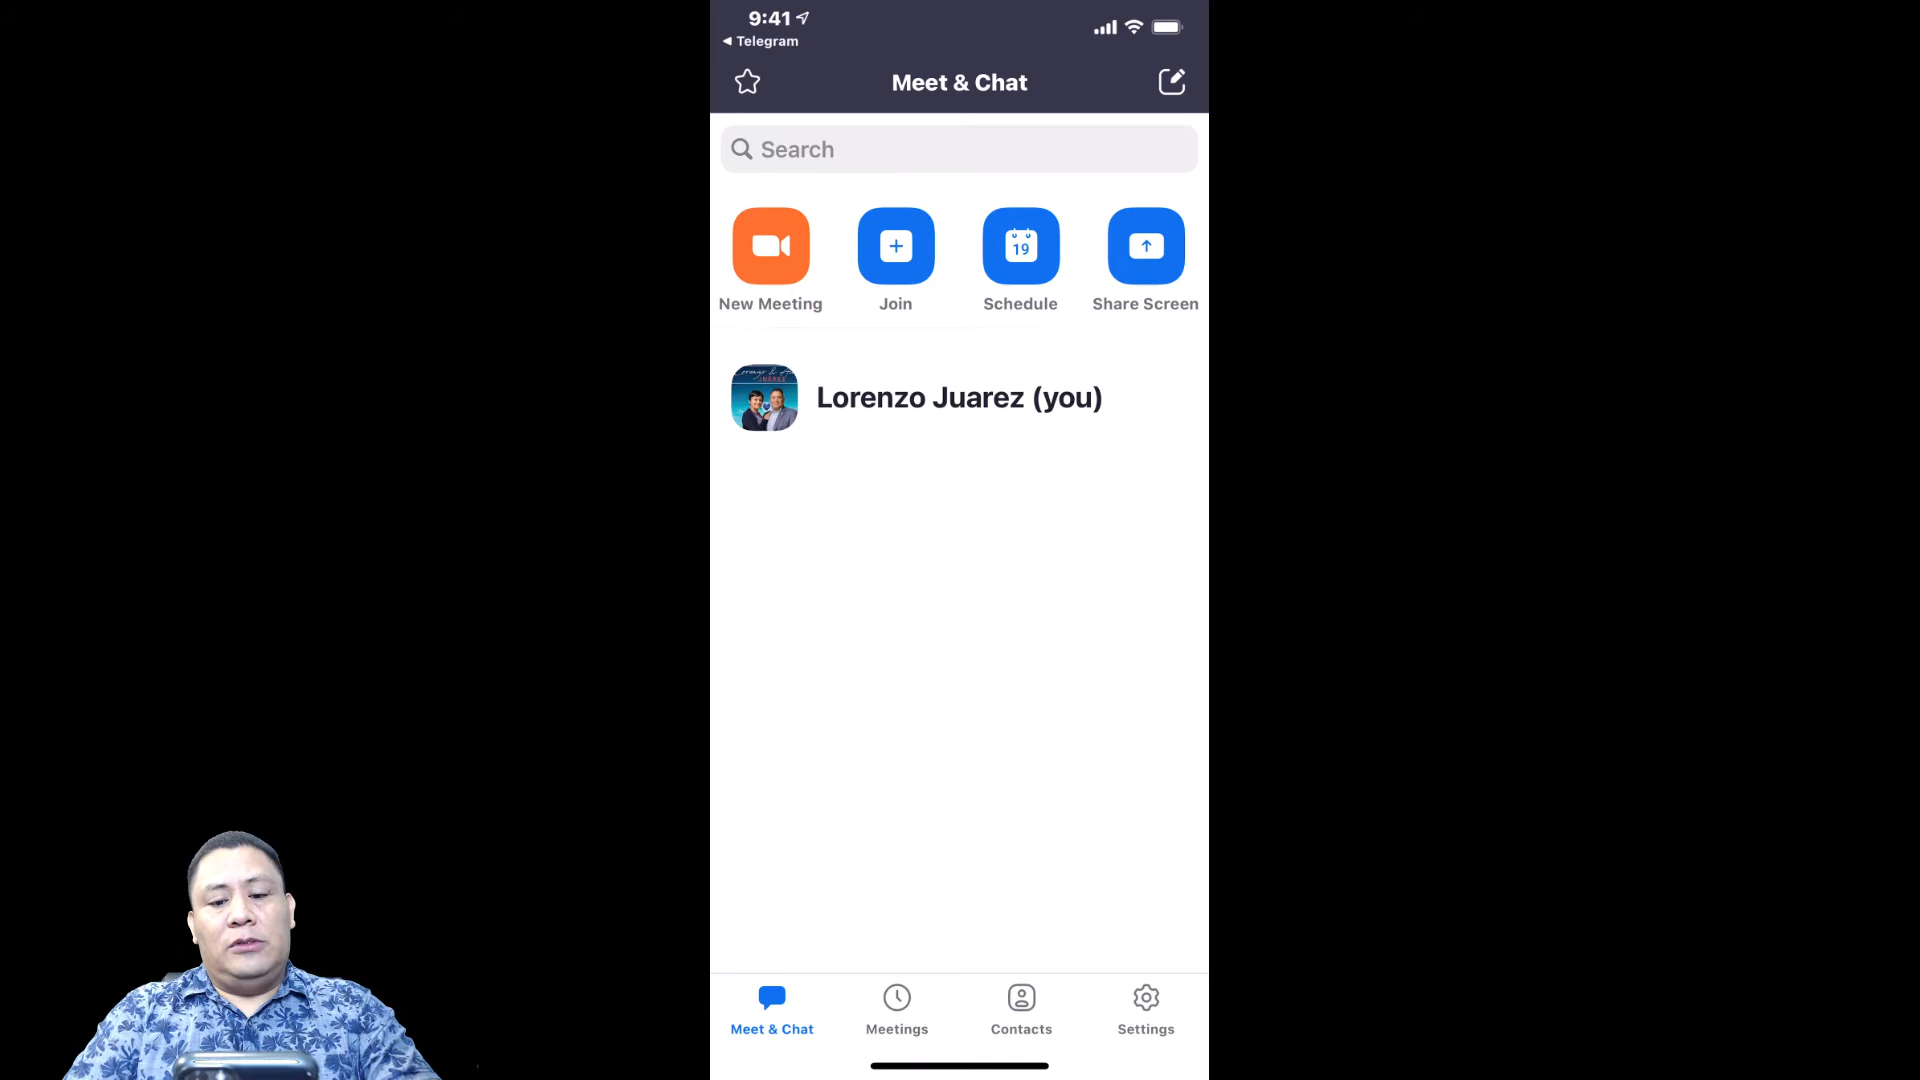 9:41
Telegram
Meet & Chat
Search
19
New Meeting
Join
Schedule
Share Screen
JUAREZ
Lorenzo Juarez (you)
Meet & Chat
Meetings
Contacts
Settings